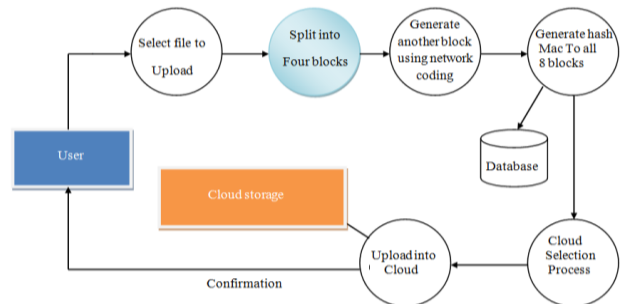 Select file to
Upload
Split into
Four blocks
Generate
another block
using network
coding
Generate hash
Mac To all
8 blocks
User
Database
Cloud storage
Cloud
Selection
Process
Upload into
Cloud
Confirmation